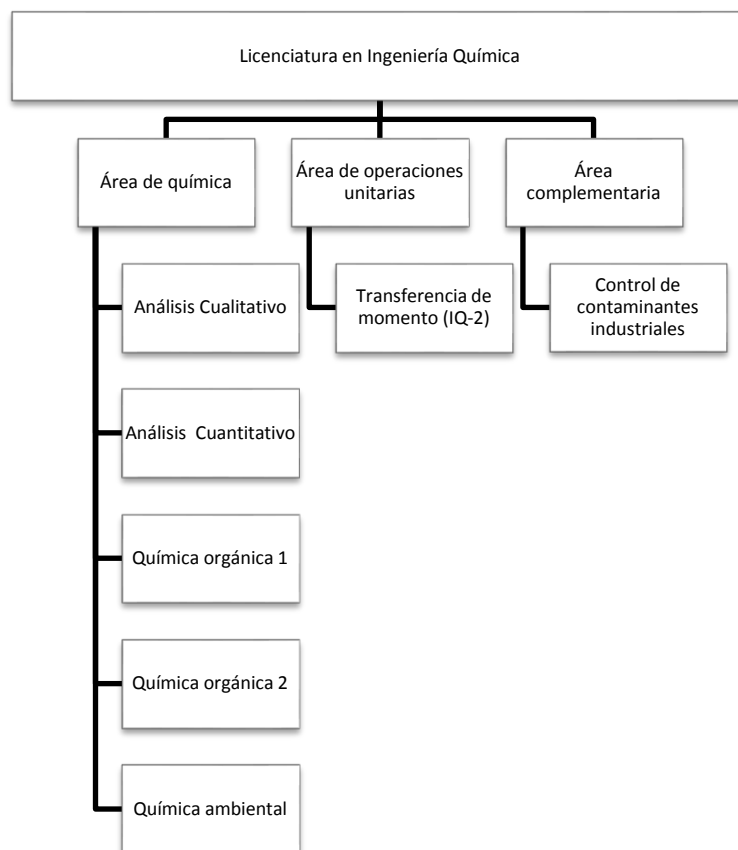 Licenciatura en Ingeniería Química
Área de química
Área de operaciones
unitarias
Área
complementaria
Análisis Cualitativo
Transferencia de
momento (IQ-2)
Control de
contaminantes
industriales
Análisis  Cuantitativo
Química orgánica 1
Química orgánica 2
Química ambiental